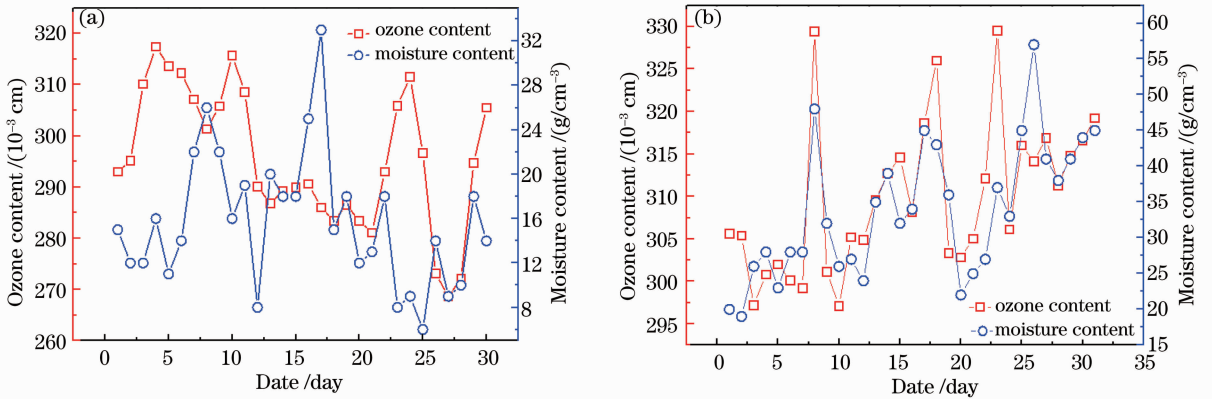 (a)
ozone content
moisture content
Ozone content /(10⁻³ cm)
320
310
300
290
280
270
260
Moisture content /(g/cm⁻³)
32
28
24
20
16
12
8
0 5 10 15 20 25 30
Date /day
(b)
ozone content
moisture content
Ozone content /(10⁻³ cm)
330
325
320
315
310
305
300
295
Moisture content /(g/cm⁻³)
60
55
50
45
40
35
30
25
20
15
0 5 10 15 20 25 30 35
Date /day